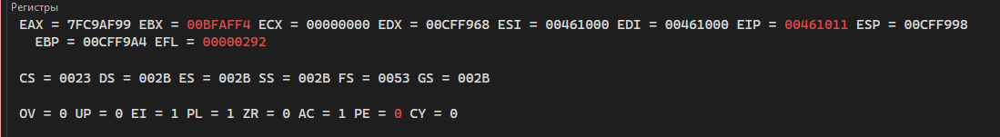 Регистры
EAX = 7FC9AF99 EBX = 00BFAFF4 ECX = 00000000 EDX = 00CFF968 ESI = 00461000 EDI = 00461000 EIP = 00461011 ESP = 00CFF998
EBP = 00CFF9A4 EFL = 00000292
CS = 0023 DS = 002B ES = 002B SS = 002B FS = 0053 GS = 002B
OV = 0 UP = 0 EI = 1 PL = 1 ZR = 0 AC = 1 PE = 0 CY = 0